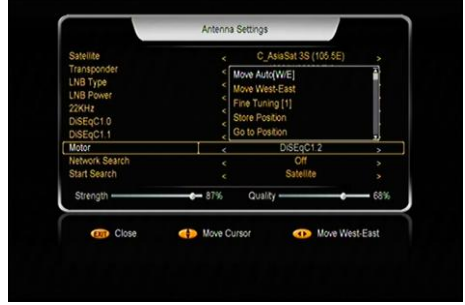 Antenna Settings
Satellite < C_AsiaSat 3S (105.5E) >
Transponder <
LNB Type <
LNB Power <
22KHz <
DiSEqC1.0 <
DiSEqC1.1 <
Move Auto[W/E]
Move West-East
Fine Tuning [1]
Store Position
Go to Position
Motor < DiSEqC1.2 >
Network Search < Off >
Start Search < Satellite >
Strength 87% Quality 68%
EXIT Close Move Cursor Move West-East